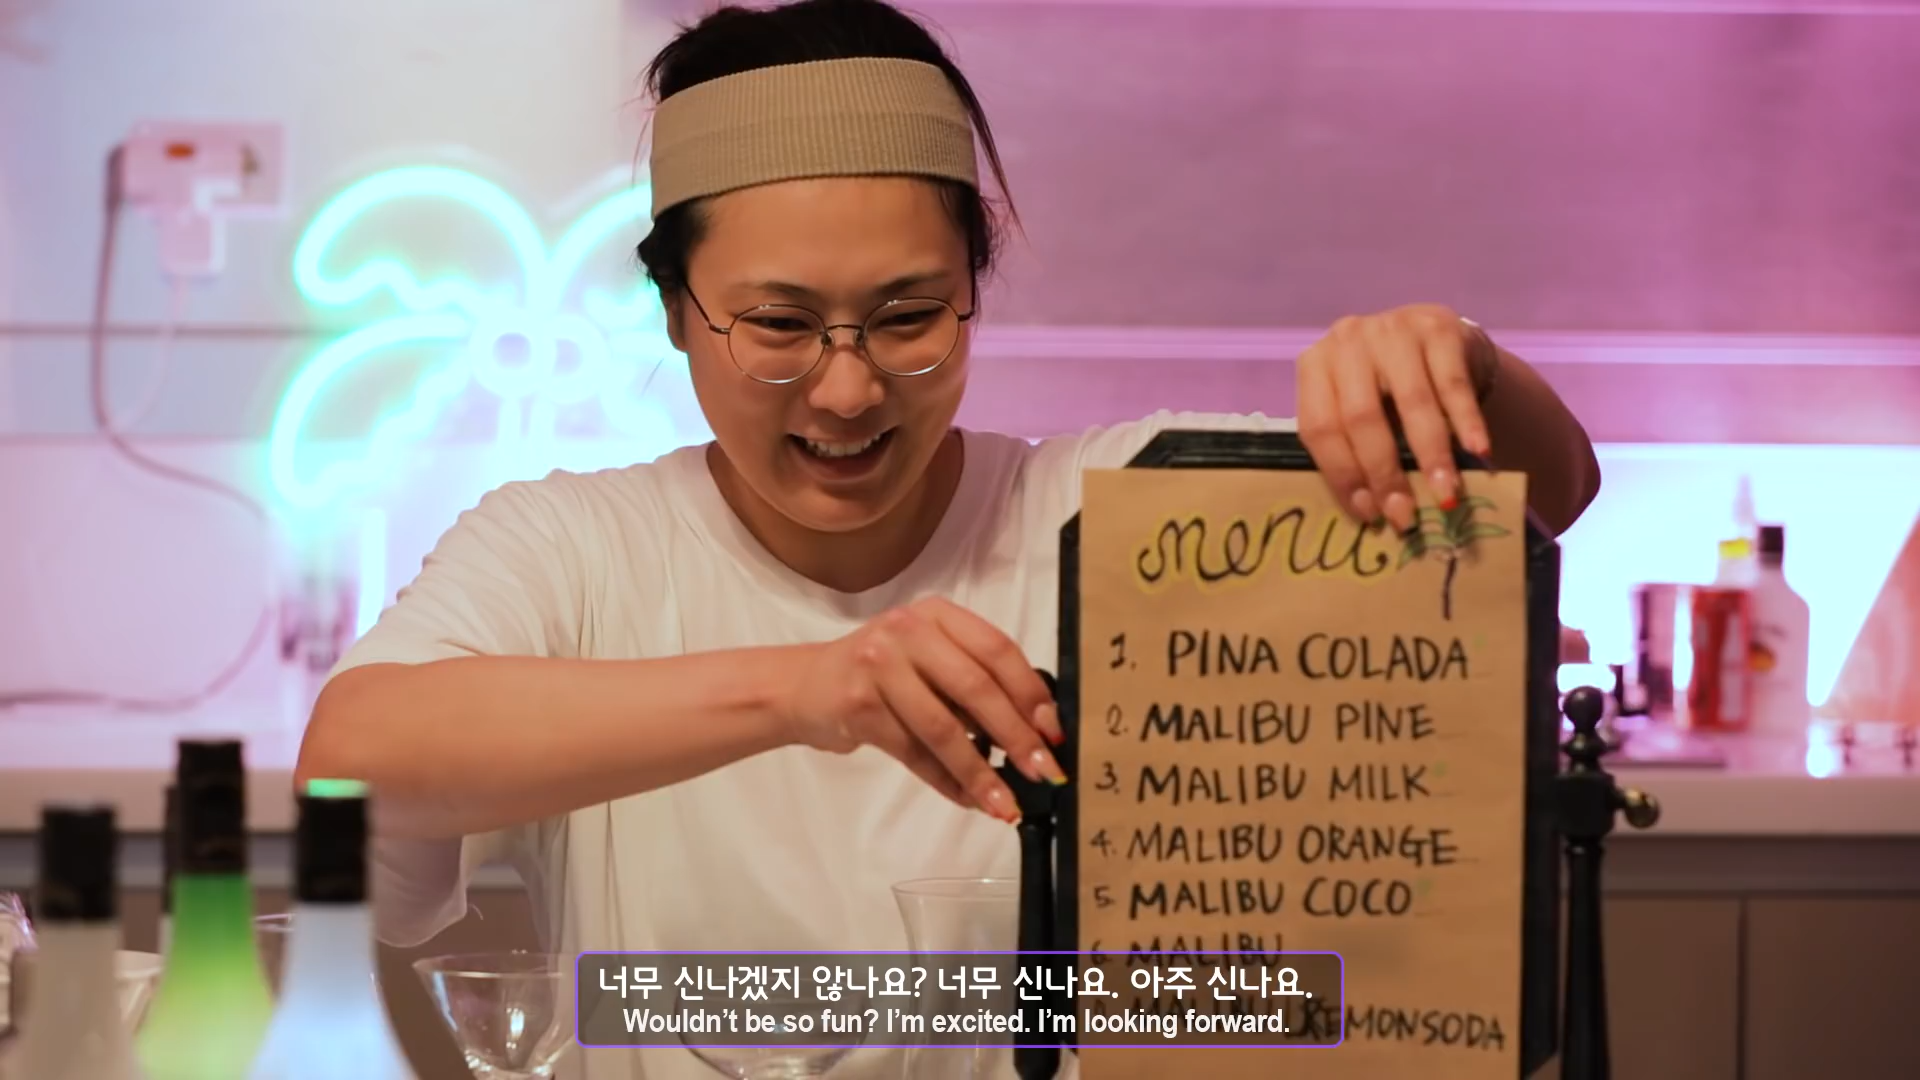 menu
1. PINA COLADA
2. MALIBU PINE
3. MALIBU MILK
4. MALIBU ORANGE
5. MALIBU COCO
6. MALIBU
LEMONSODA
너무 신나겠지 않나요? 너무 신나요. 아주 신나요.
Wouldn't be so fun? I'm excited. I'm looking forward.